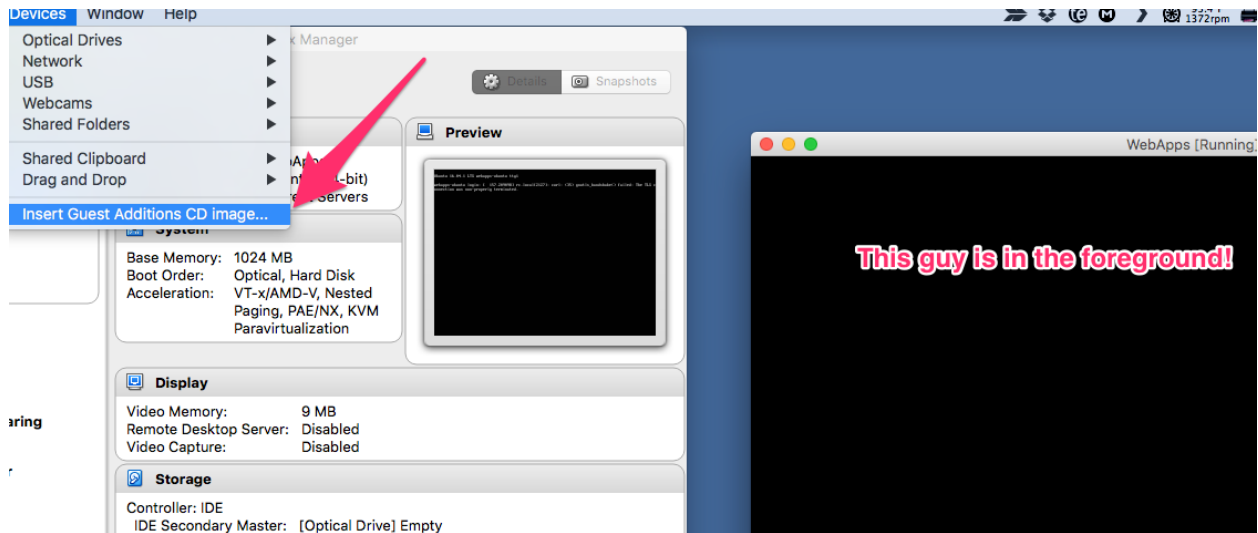 Devices Window Help
1372rpm
Optical Drives
Network
USB
Webcams
Shared Folders
Shared Clipboard
Drag and Drop
Insert Guest Additions CD image...
Manager
Details Snapshots
-bit)
Servers
System
Base Memory: 1024 MB
Boot Order: Optical, Hard Disk
Acceleration: VT-x/AMD-V, Nested
Paging, PAE/NX, KVM
Paravirtualization
Preview
Display
Video Memory: 9 MB
Remote Desktop Server: Disabled
Video Capture: Disabled
aring
Storage
Controller: IDE
IDE Secondary Master: [Optical Drive] Empty
WebApps [Running]
This guy is in the foreground!